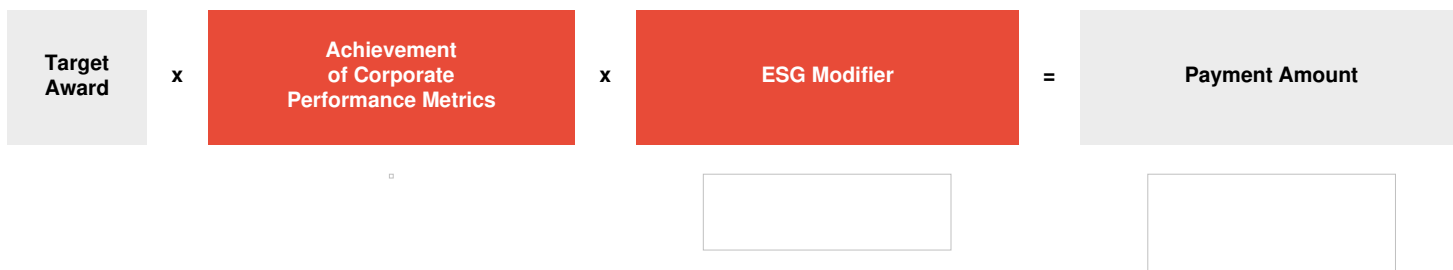 Target
Award
x
Achievement
of Corporate
Performance Metrics
x
ESG Modifier
=
Payment Amount